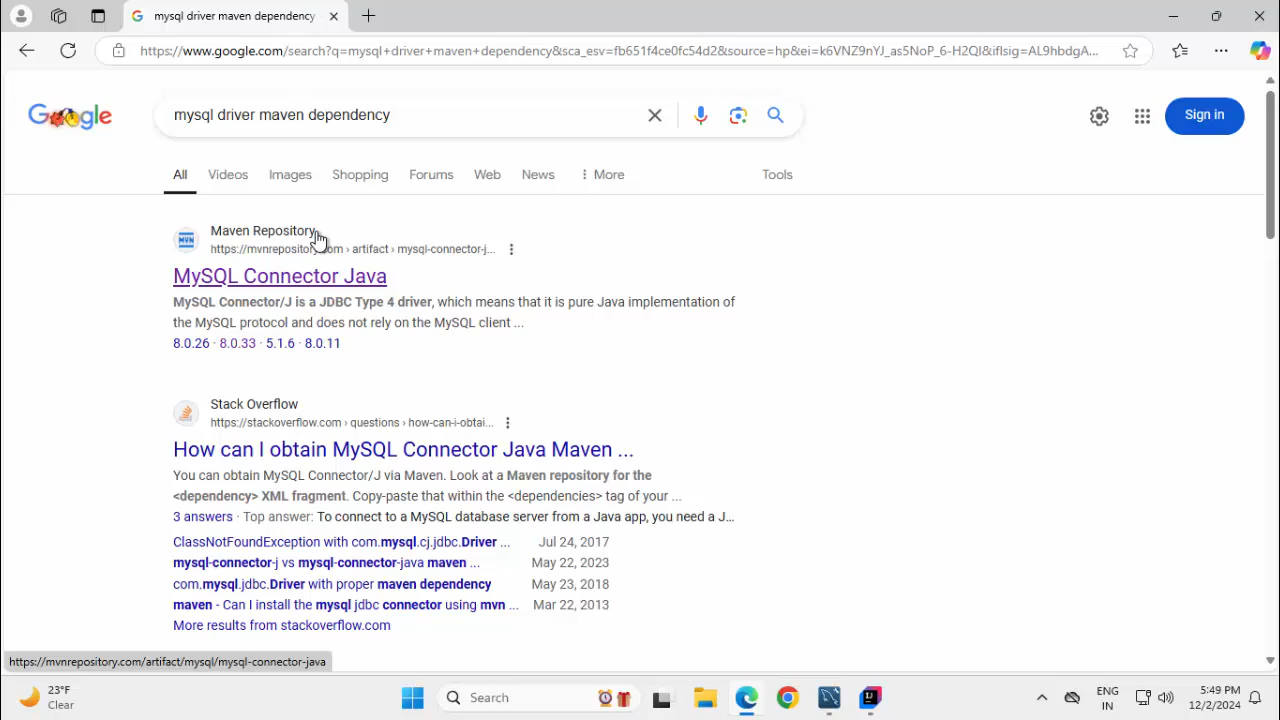 mysql driver maven dependency
https://www.google.com/search?q=mysql+driver+maven+dependency&sca_esv=fb651f4ce0fc54d2&source=hp&ei=k6VNZ9nYJ_as5NoP_6-H2QI&iflsig=AL9hbdgA...
Google
mysql driver maven dependency
Sign in
All Videos Images Shopping Forums Web News More Tools
Maven Repository
https://mvnrepository.com › artifact › mysql-connector-j...
MySQL Connector Java
MySQL Connector/J is a JDBC Type 4 driver, which means that it is pure Java implementation of
the MySQL protocol and does not rely on the MySQL client ...
8.0.26 · 8.0.33 · 5.1.6 · 8.0.11
Stack Overflow
https://stackoverflow.com › questions › how-can-i-obtai...
How can I obtain MySQL Connector Java Maven ...
You can obtain MySQL Connector/J via Maven. Look at a Maven repository for the
<dependency> XML fragment. Copy-paste that within the <dependencies> tag of your ...
3 answers · Top answer: To connect to a MySQL database server from a Java app, you need a J...
ClassNotFoundException with com.mysql.cj.jdbc.Driver ... Jul 24, 2017
mysql-connector-j vs mysql-connector-java maven ... May 22, 2023
com.mysql.jdbc.Driver with proper maven dependency May 23, 2018
maven - Can I install the mysql jdbc connector using mvn ... Mar 22, 2013
More results from stackoverflow.com
https://mvnrepository.com/artifact/mysql/mysql-connector-java
23°F
Clear
Search
ENG
IN
5:49 PM
12/2/2024